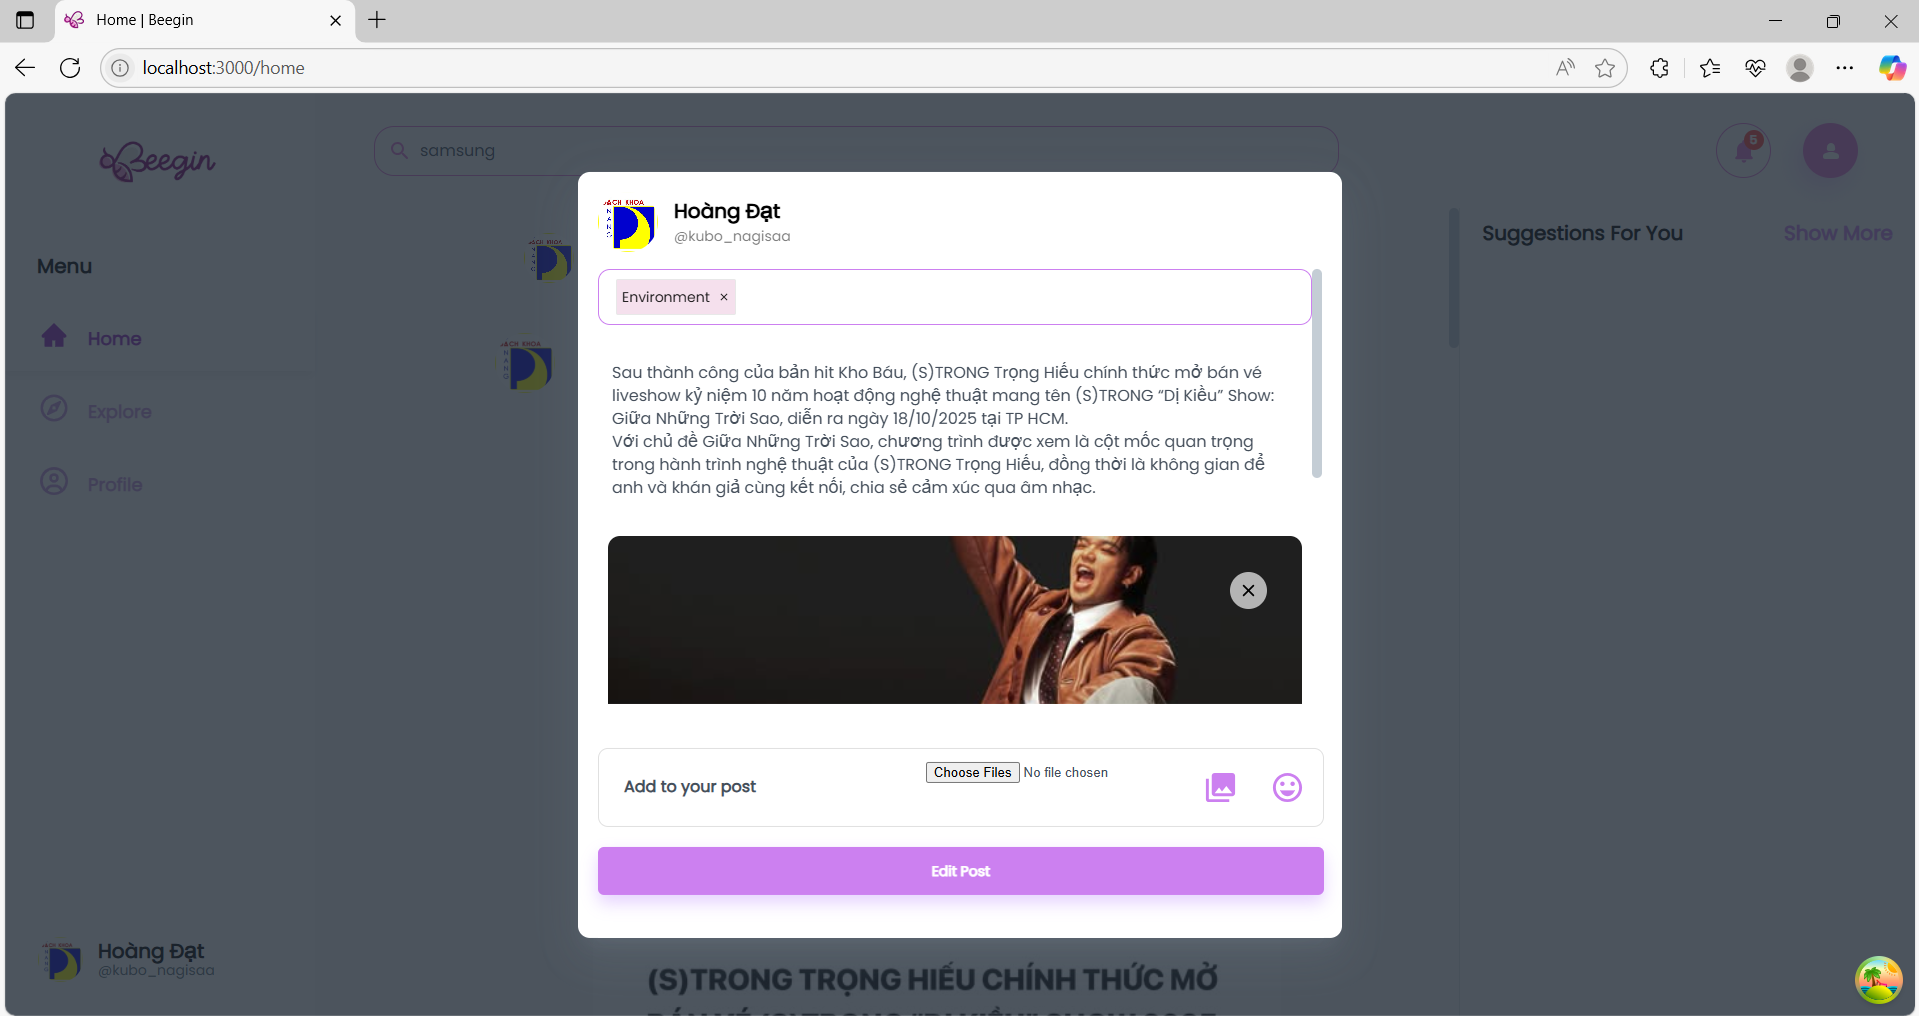 Home | Beegin
localhost:3000/home
Beegin
samsung
5
Menu
Home
Explore
Profile
Suggestions For You
Show More
Hoàng Đạt
@kubo_nagisaa
Environment ×
Sau thành công của bản hit Kho Báu, (S)TRONG Trọng Hiếu chính thức mở bán vé
liveshow kỷ niệm 10 năm hoạt động nghệ thuật mang tên (S)TRONG “Dị Kiều” Show:
Giữa Những Trời Sao, diễn ra ngày 18/10/2025 tại TP HCM.
Với chủ đề Giữa Những Trời Sao, chương trình được xem là cột mốc quan trọng
trong hành trình nghệ thuật của (S)TRONG Trọng Hiếu, đồng thời là không gian để
anh và khán giả cùng kết nối, chia sẻ cảm xúc qua âm nhạc.
Add to your post
Choose Files No file chosen
Edit Post
Hoàng Đạt
@kubo_nagisaa
(S)TRONG TRỌNG HIẾU CHÍNH THỨC MỞ